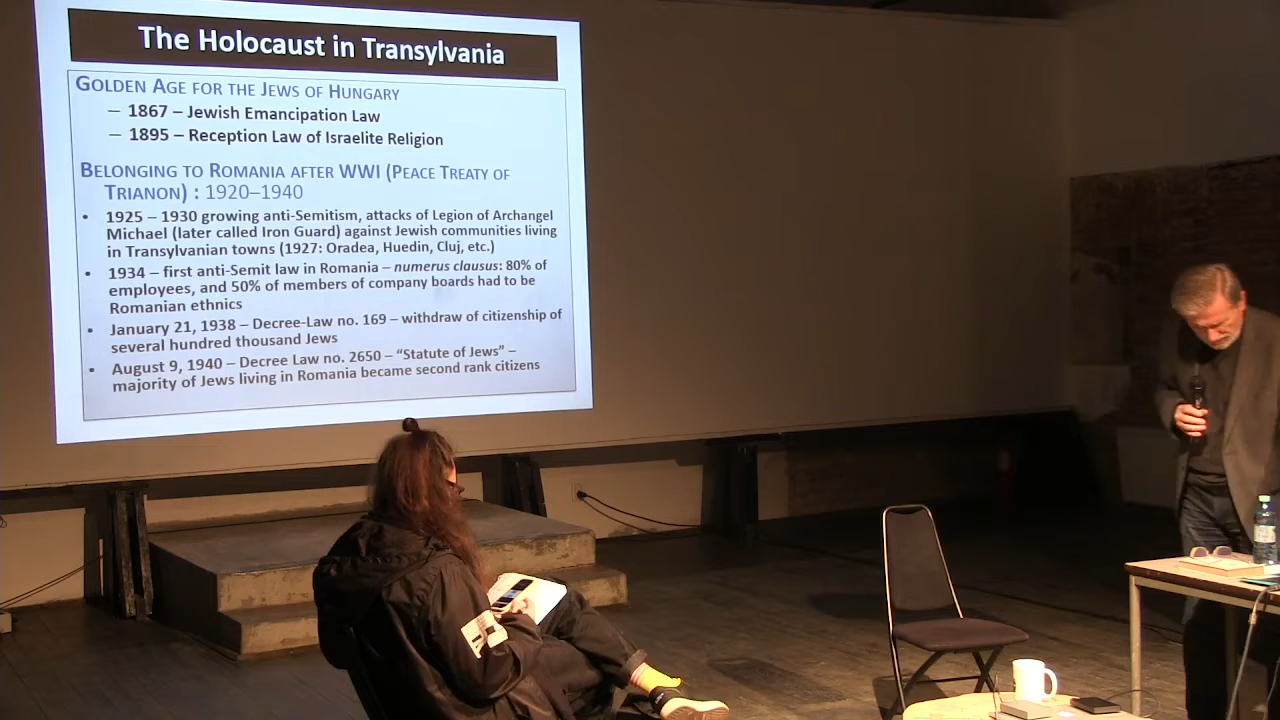 The Holocaust in Transylvania
GOLDEN AGE FOR THE JEWS OF HUNGARY
– 1867 – Jewish Emancipation Law
– 1895 – Reception Law of Israelite Religion
BELONGING TO ROMANIA AFTER WWI (PEACE TREATY OF
TRIANON) : 1920–1940
• 1925 – 1930 growing anti-Semitism, attacks of Legion of Archangel
Michael (later called Iron Guard) against Jewish communities living
in Transylvanian towns (1927: Oradea, Huedin, Cluj, etc.)
• 1934 – first anti-Semit law in Romania – numerus clausus: 80% of
employees, and 50% of members of company boards had to be
Romanian ethnics
• January 21, 1938 – Decree-Law no. 169 – withdraw of citizenship of
several hundred thousand Jews
• August 9, 1940 – Decree Law no. 2650 – “Statute of Jews” –
majority of Jews living in Romania became second rank citizens